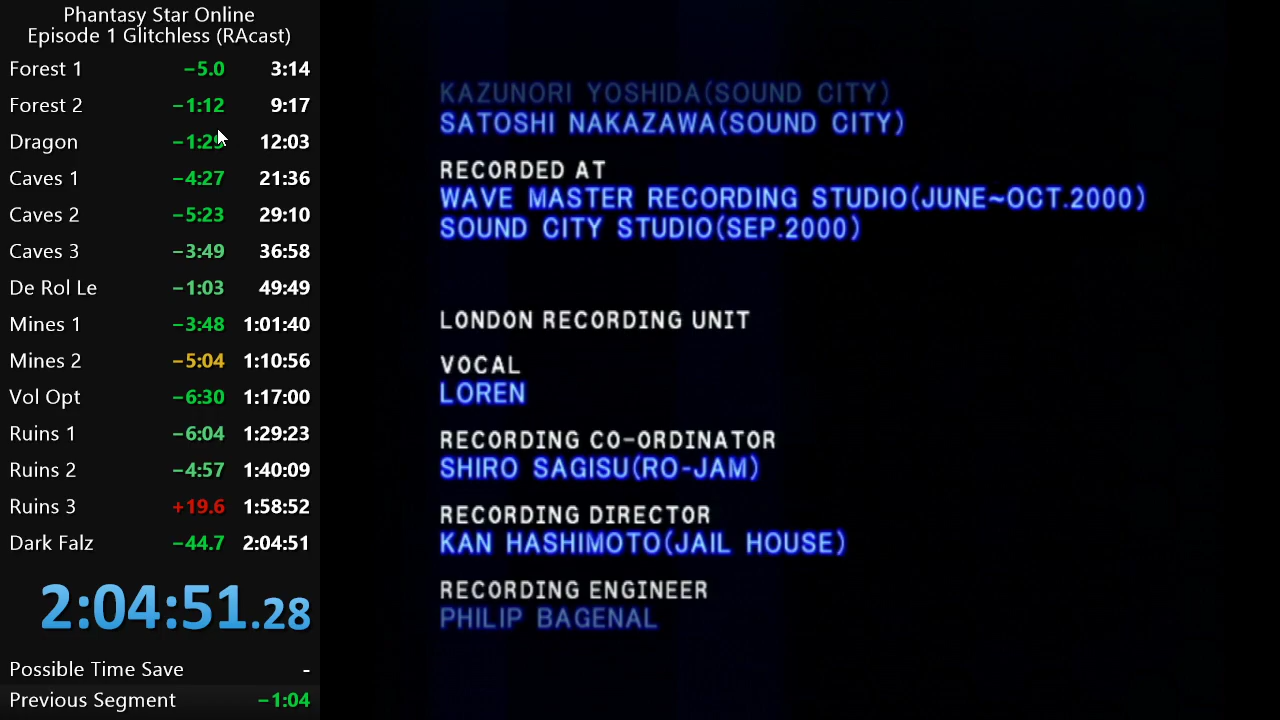 Phantasy Star Online
Episode 1 Glitchless (RAcast)
Forest 1 −5.0 3:14
Forest 2 −1:12 9:17
Dragon −1:29 12:03
Caves 1 −4:27 21:36
Caves 2 −5:23 29:10
Caves 3 −3:49 36:58
De Rol Le −1:03 49:49
Mines 1 −3:48 1:01:40
Mines 2 −5:04 1:10:56
Vol Opt −6:30 1:17:00
Ruins 1 −6:04 1:29:23
Ruins 2 −4:57 1:40:09
Ruins 3 +19.6 1:58:52
Dark Falz −44.7 2:04:51
2:04:51.28
Possible Time Save -
Previous Segment −1:04
KAZUNORI YOSHIDA(SOUND CITY)
SATOSHI NAKAZAWA(SOUND CITY)
RECORDED AT
WAVE MASTER RECORDING STUDIO(JUNE~OCT.2000)
SOUND CITY STUDIO(SEP.2000)
LONDON RECORDING UNIT
VOCAL
LOREN
RECORDING CO-ORDINATOR
SHIRO SAGISU(RO-JAM)
RECORDING DIRECTOR
KAN HASHIMOTO(JAIL HOUSE)
RECORDING ENGINEER
PHILIP BAGENAL